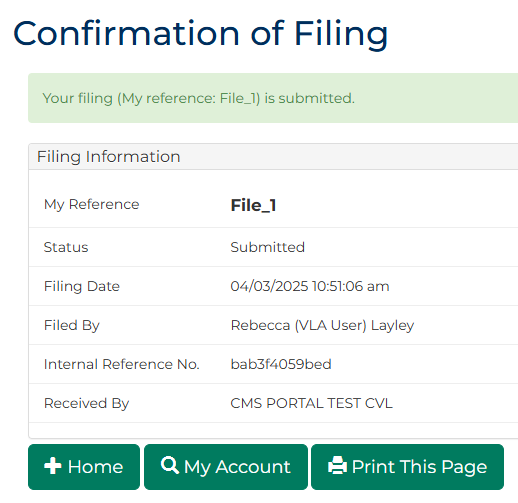 Confirmation of Filing
Your filing (My reference: File_1) is submitted.
Filing Information
My Reference File_1
Status Submitted
Filing Date 04/03/2025 10:51:06 am
Filed By Rebecca (VLA User) Layley
Internal Reference No. bab3f4059bed
Received By CMS PORTAL TEST CVL
Home My Account Print This Page